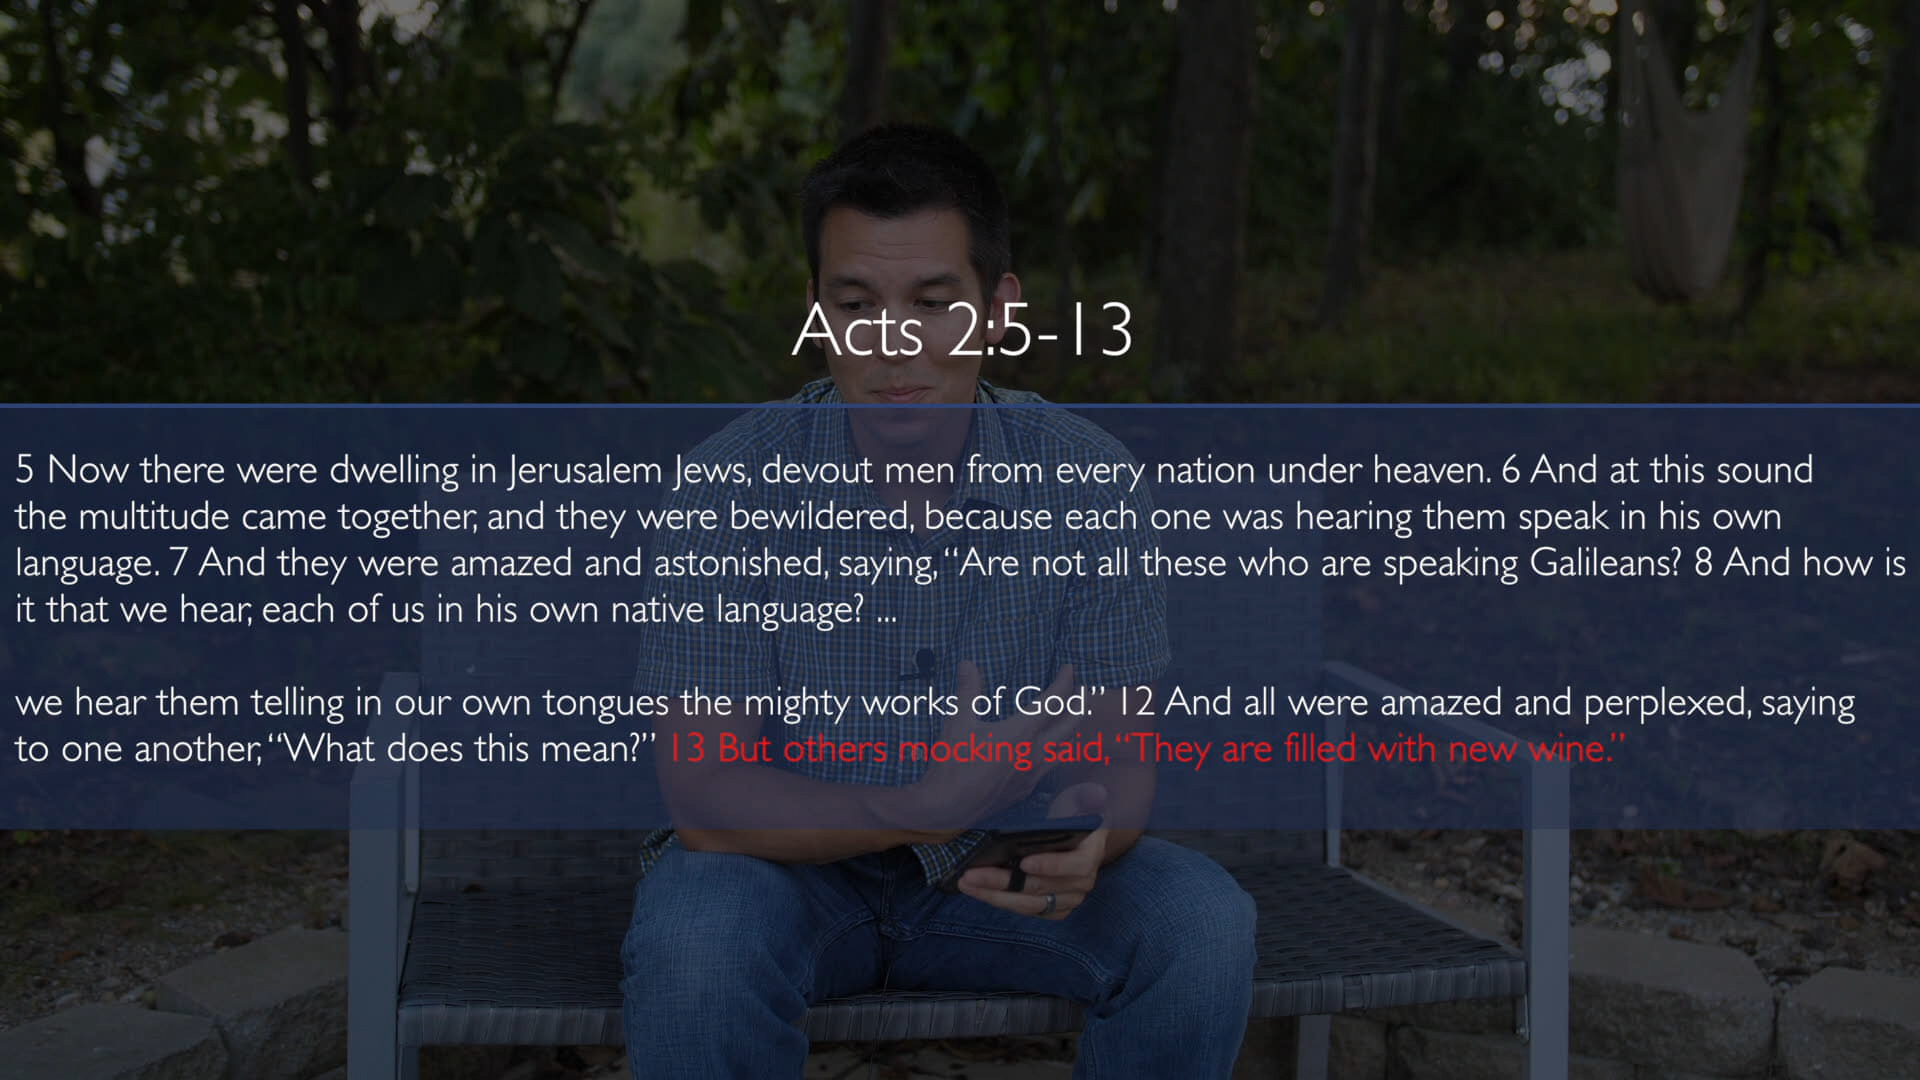 Acts 2:5-13
5 Now there were dwelling in Jerusalem Jews, devout men from every nation under heaven. 6 And at this sound
the multitude came together, and they were bewildered, because each one was hearing them speak in his own
language. 7 And they were amazed and astonished, saying, “Are not all these who are speaking Galileans? 8 And how is
it that we hear, each of us in his own native language? ...
we hear them telling in our own tongues the mighty works of God.” 12 And all were amazed and perplexed, saying
to one another, “What does this mean?” 13 But others mocking said, “They are filled with new wine.”